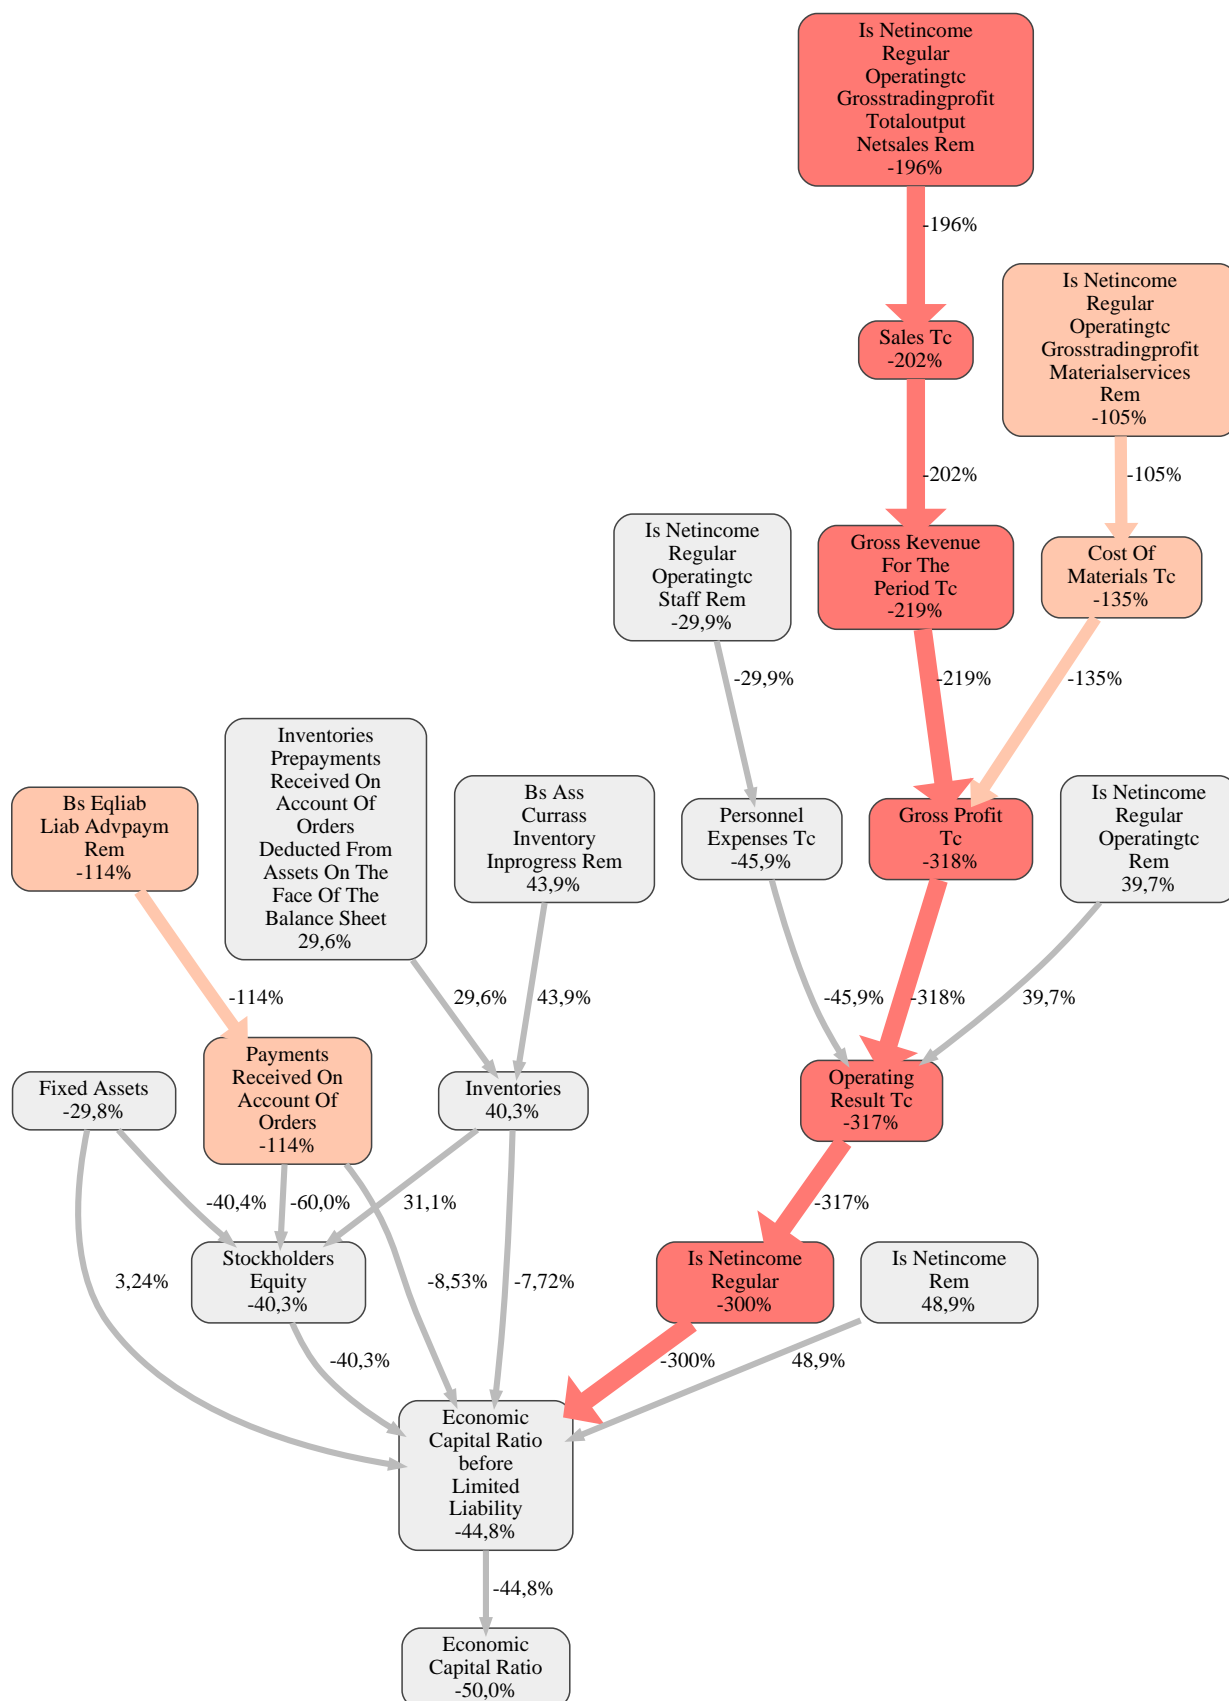 Is Netincome
Regular
Operatingtc
Grosstradingprofit
Totaloutput
Netsales Rem
-196%
-196%
Is Netincome
Regular
Operatingtc
Grosstradingprofit
Materialservices
Rem
-105%
Sales Tc
-202%
-202%
-105%
Is Netincome
Regular
Operatingtc
Staff Rem
-29,9%
Gross Revenue
For The
Period Tc
-219%
Cost Of
Materials Tc
-135%
-29,9%
-219%
-135%
Inventories
Prepayments
Received On
Account Of
Orders
Deducted From
Assets On The
Face Of The
Balance Sheet
29,6%
Bs Eqliab
Liab Advpaym
Rem
-114%
Bs Ass
Currass
Inventory
Inprogress Rem
43,9%
Personnel
Expenses Tc
-45,9%
Gross Profit
Tc
-318%
Is Netincome
Regular
Operatingtc
Rem
39,7%
-114%
29,6%
43,9%
-45,9%
-318%
39,7%
Fixed Assets
-29,8%
Payments
Received On
Account Of
Orders
-114%
Inventories
40,3%
Operating
Result Tc
-317%
-40,4%
-60,0%
31,1%
-317%
3,24%
Stockholders
Equity
-40,3%
-8,53%
-7,72%
Is Netincome
Regular
-300%
Is Netincome
Rem
48,9%
-40,3%
-300%
48,9%
Economic
Capital Ratio
before
Limited
Liability
-44,8%
-44,8%
Economic
Capital Ratio
-50,0%